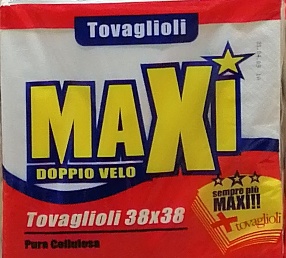 Tovaglioli
MAXi
DOPPIO VELO
sempre più
MAXI!!
+tovaglioli
Tovaglioli 38x38
Pura Cellulosa